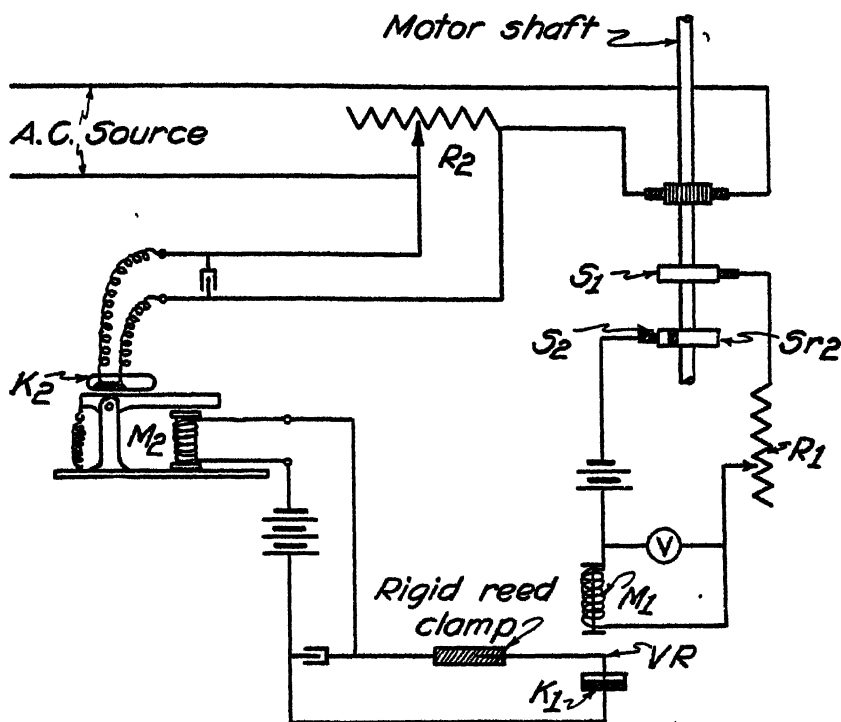 Motor shaft
A.C. Source
R2
S1
S2
Sr2
K2
M2
R1
V
M1
Rigid reed
clamp
VR
K1